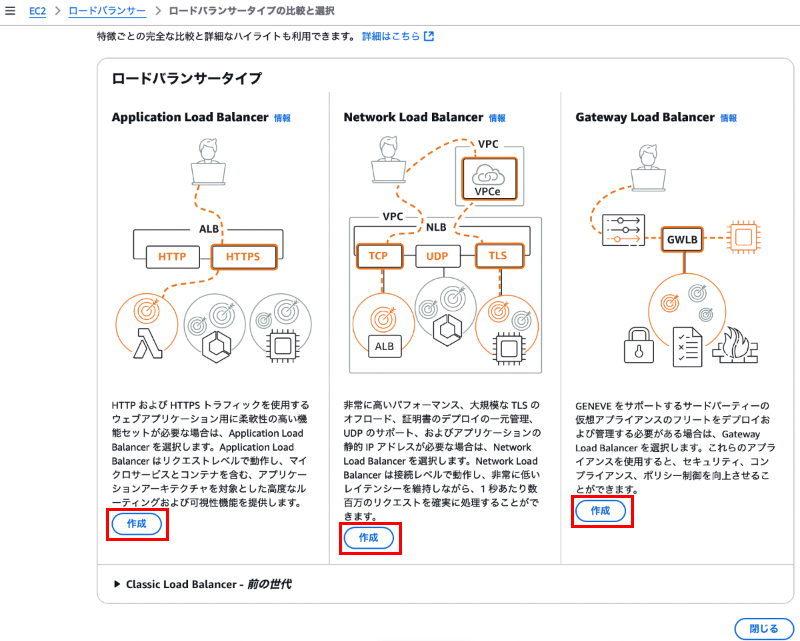 EC2 > ロードバランサー > ロードバランサータイプの比較と選択
特徴ごとの完全な比較と詳細なハイライトも利用できます。 詳細はこちら
ロードバランサータイプ
Application Load Balancer 情報
ALB
HTTP
HTTPS
HTTP および HTTPS トラフィックを使用する
ウェブアプリケーション用に柔軟性の高い機
能セットが必要な場合は、Application Load
Balancer を選択します。Application Load
Balancer はリクエストレベルで動作し、マイ
クロサービスとコンテナを含む、アプリケー
ションアーキテクチャを対象とした高度なル
ーティングおよび可視性機能を提供します。
作成
Network Load Balancer 情報
VPC
VPCe
VPC
NLB
TCP
UDP
TLS
ALB
非常に高いパフォーマンス、大規模な TLS の
オフロード、証明書のデプロイの一元管理、
UDP のサポート、およびアプリケーションの
静的 IP アドレスが必要な場合は、Network
Load Balancer を選択します。Network Load
Balancer は接続レベルで動作し、非常に低い
レイテンシーを維持しながら、1 秒あたり数
百万のリクエストを確実に処理することがで
きます。
作成
Gateway Load Balancer 情報
GWLB
GENEVE をサポートするサードパーティーの
仮想アプライアンスのフリートをデプロイお
よび管理する必要がある場合は、Gateway
Load Balancer を選択します。これらのアプラ
イアンスを使用すると、セキュリティ、コン
プライアンス、ポリシー制御を向上させるこ
とができます。
作成
Classic Load Balancer - 前の世代
閉じる